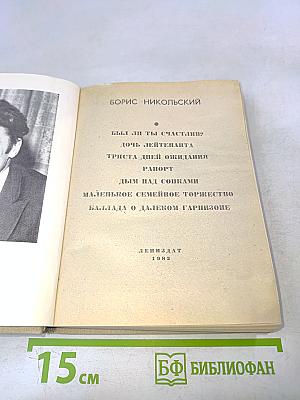 БОРИС НИКОЛЬСКИЙ
БЫЛ ЛИ ТЫ СЧАСТЛИВ?
ДОЧЬ ЛЕЙТЕНАНТА
ТРИСТА ДНЕЙ ОЖИДАНИЯ
РАПОРТ
ДЫМ НАД СОПКАМИ
МАЛЕНЬКОЕ СЕМЕЙНОЕ ТОРЖЕСТВО
БАЛЛАДА О ДАЛЕКОМ ГАРНИЗОНЕ
ЛЕНИЗДАТ
1982
15 см
БФ БИБЛИОФАН